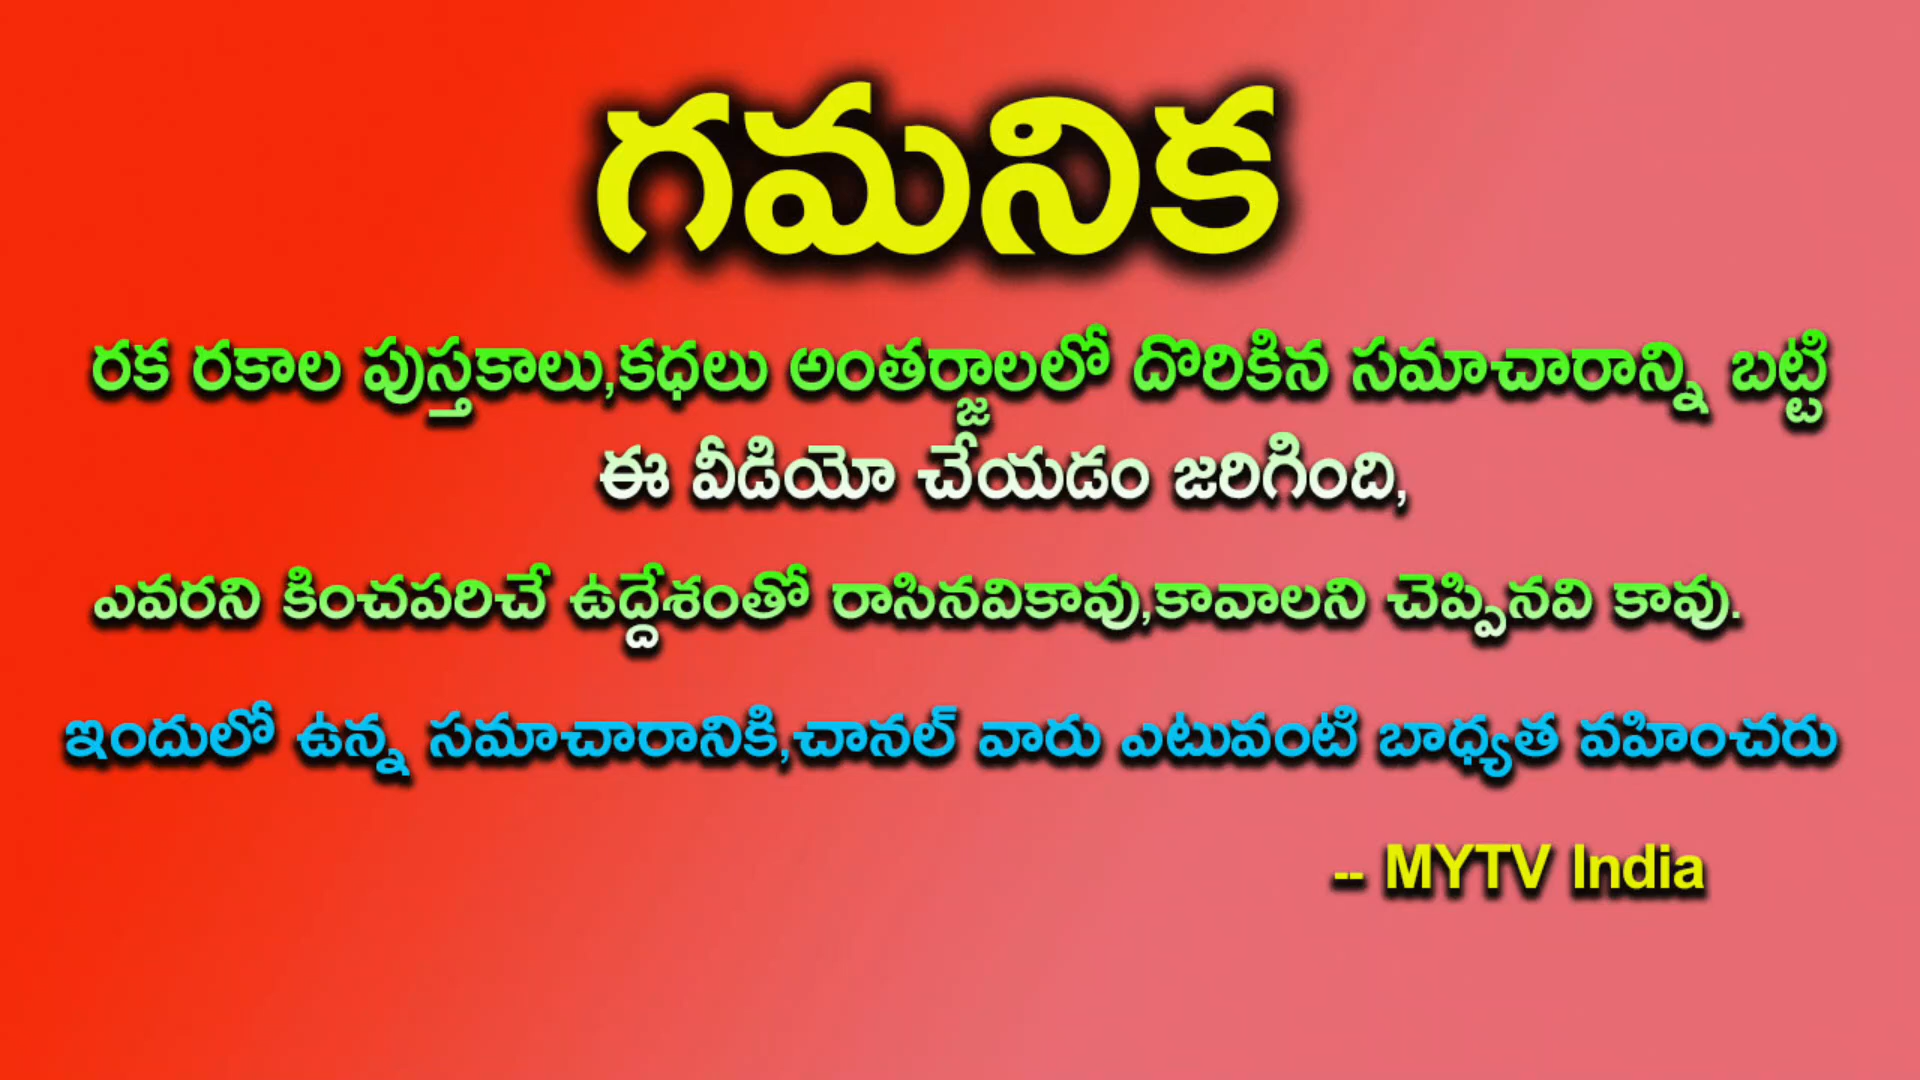 గమనిక
రక రకాల పుస్తకాలు,కధలు అంతర్జాలలో దొరికిన సమాచారాన్ని బట్టి
ఈ వీడియో చేయడం జరిగింది,
ఎవరని కించపరిచే ఉద్దేశంతో రాసినవికావు,కావాలని చెప్పినవి కావు.
ఇందులో ఉన్న సమాచారానికి,చానల్ వారు ఎటువంటి బాధ్యత వహించరు
-- MYTV India